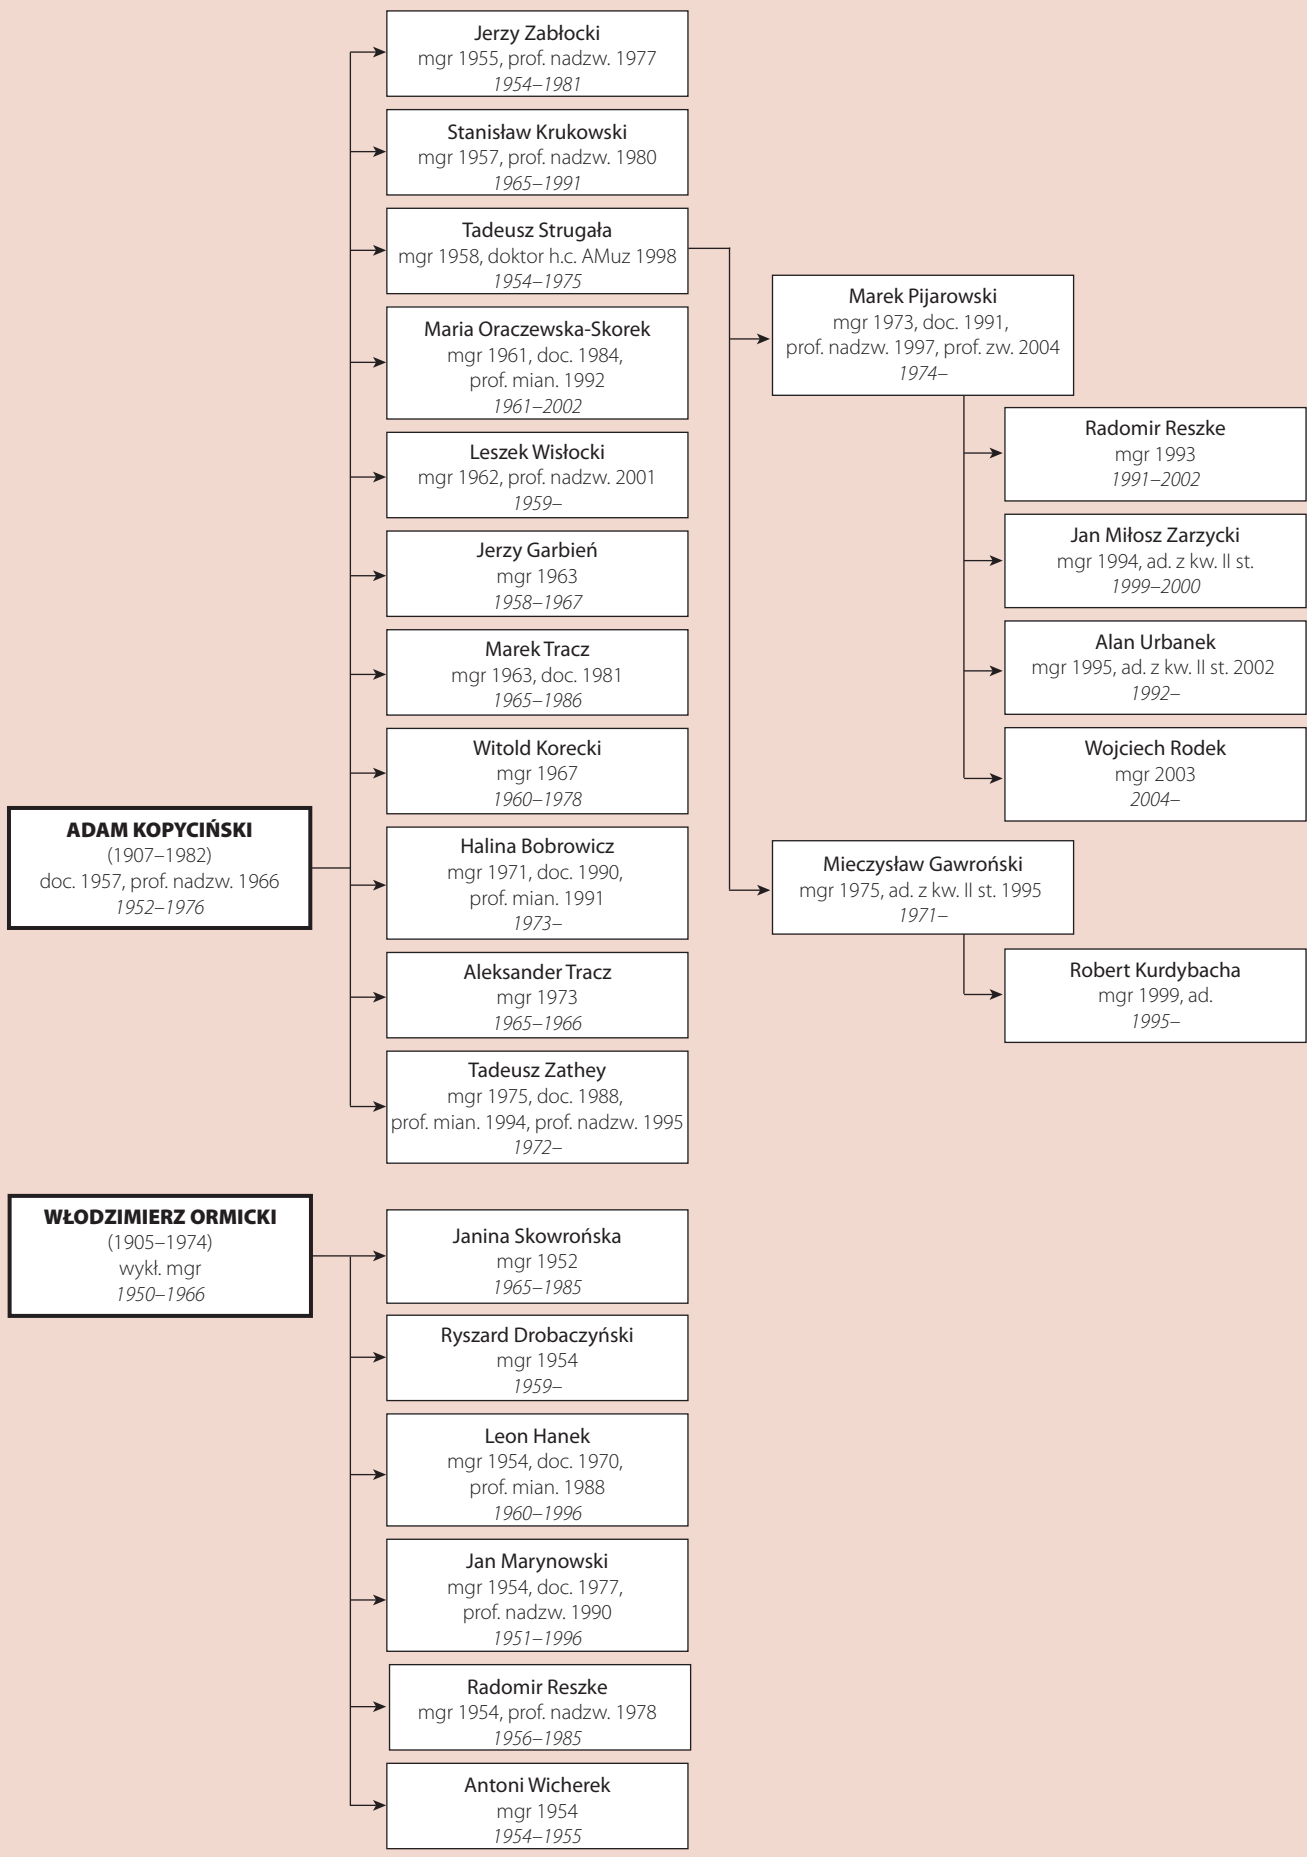 Jerzy Zabłocki
mgr 1955, prof. nadzw. 1977
1954–1981
Stanisław Krukowski
mgr 1957, prof. nadzw. 1980
1965–1991
Tadeusz Strugała
mgr 1958, doktor h.c. AMuz 1998
1954–1975
Maria Oraczewska-Skorek
mgr 1961, doc. 1984,
prof. mian. 1992
1961–2002
Leszek Wisłocki
mgr 1962, prof. nadzw. 2001
1959–
Jerzy Garbień
mgr 1963
1958–1967
Marek Tracz
mgr 1963, doc. 1981
1965–1986
Witold Korecki
mgr 1967
1960–1978
Halina Bobrowicz
mgr 1971, doc. 1990,
prof. mian. 1991
1973–
Aleksander Tracz
mgr 1973
1965–1966
Tadeusz Zathey
mgr 1975, doc. 1988,
prof. mian. 1994, prof. nadzw. 1995
1972–
ADAM KOPYCIŃSKI
(1907–1982)
doc. 1957, prof. nadzw. 1966
1952–1976
Marek Pijarowski
mgr 1973, doc. 1991,
prof. nadzw. 1997, prof. zw. 2004
1974–
Radomir Reszke
mgr 1993
1991–2002
Jan Miłosz Zarzycki
mgr 1994, ad. z kw. II st.
1999–2000
Alan Urbanek
mgr 1995, ad. z kw. II st. 2002
1992–
Wojciech Rodek
mgr 2003
2004–
Mieczysław Gawroński
mgr 1975, ad. z kw. II st. 1995
1971–
Robert Kurdybacha
mgr 1999, ad.
1995–
WŁODZIMIERZ ORMICKI
(1905–1974)
wykł. mgr
1950–1966
Janina Skowrońska
mgr 1952
1965–1985
Ryszard Drobaczyński
mgr 1954
1959–
Leon Hanek
mgr 1954, doc. 1970,
prof. mian. 1988
1960–1996
Jan Marynowski
mgr 1954, doc. 1977,
prof. nadzw. 1990
1951–1996
Radomir Reszke
mgr 1954, prof. nadzw. 1978
1956–1985
Antoni Wicherek
mgr 1954
1954–1955